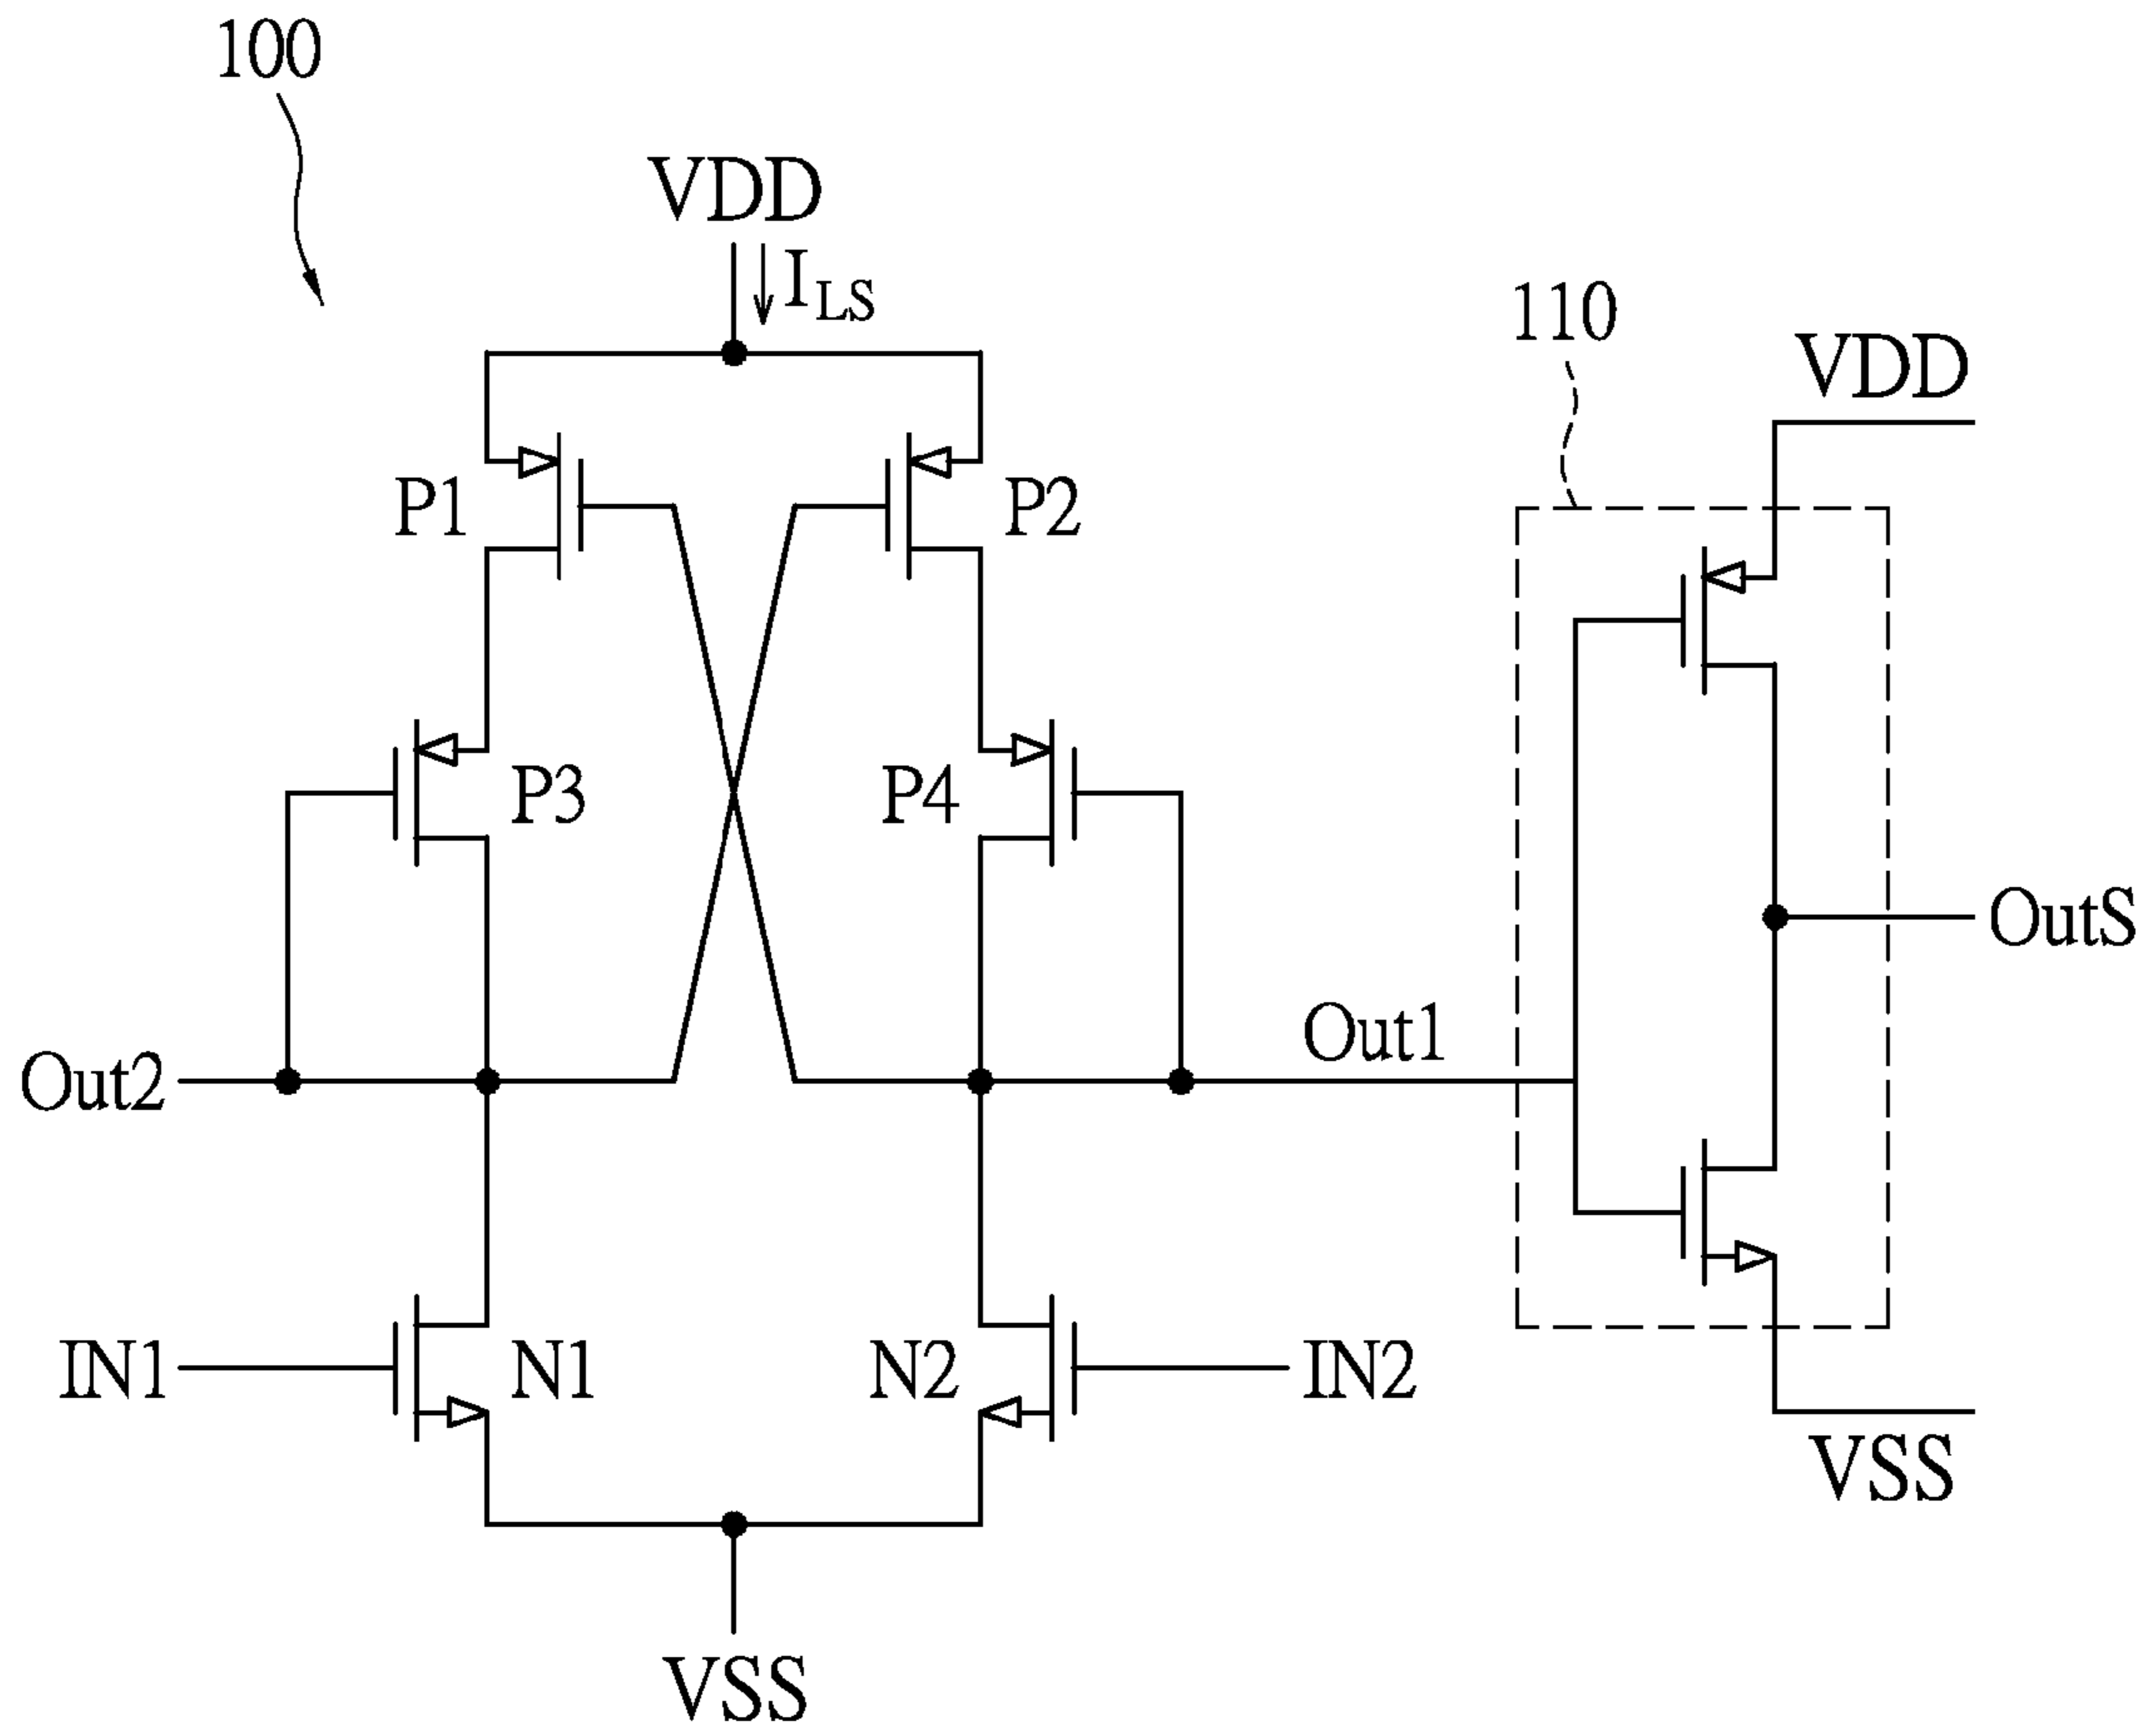 100
VDD
I_LS
110
VDD
P1
P2
P3
P4
OutS
Out1
Out2
IN1
N1
N2
IN2
VSS
VSS